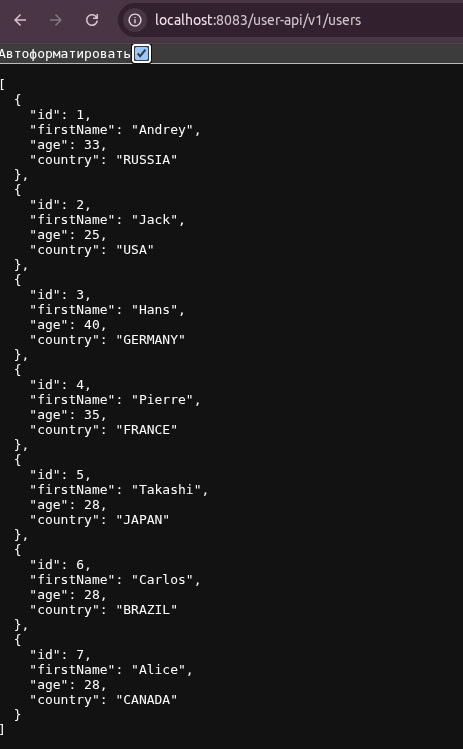 localhost:8083/user-api/v1/users
Автоформатировать
[
  {
    "id": 1,
    "firstName": "Andrey",
    "age": 33,
    "country": "RUSSIA"
  },
  {
    "id": 2,
    "firstName": "Jack",
    "age": 25,
    "country": "USA"
  },
  {
    "id": 3,
    "firstName": "Hans",
    "age": 40,
    "country": "GERMANY"
  },
  {
    "id": 4,
    "firstName": "Pierre",
    "age": 35,
    "country": "FRANCE"
  },
  {
    "id": 5,
    "firstName": "Takashi",
    "age": 28,
    "country": "JAPAN"
  },
  {
    "id": 6,
    "firstName": "Carlos",
    "age": 28,
    "country": "BRAZIL"
  },
  {
    "id": 7,
    "firstName": "Alice",
    "age": 28,
    "country": "CANADA"
  }
]